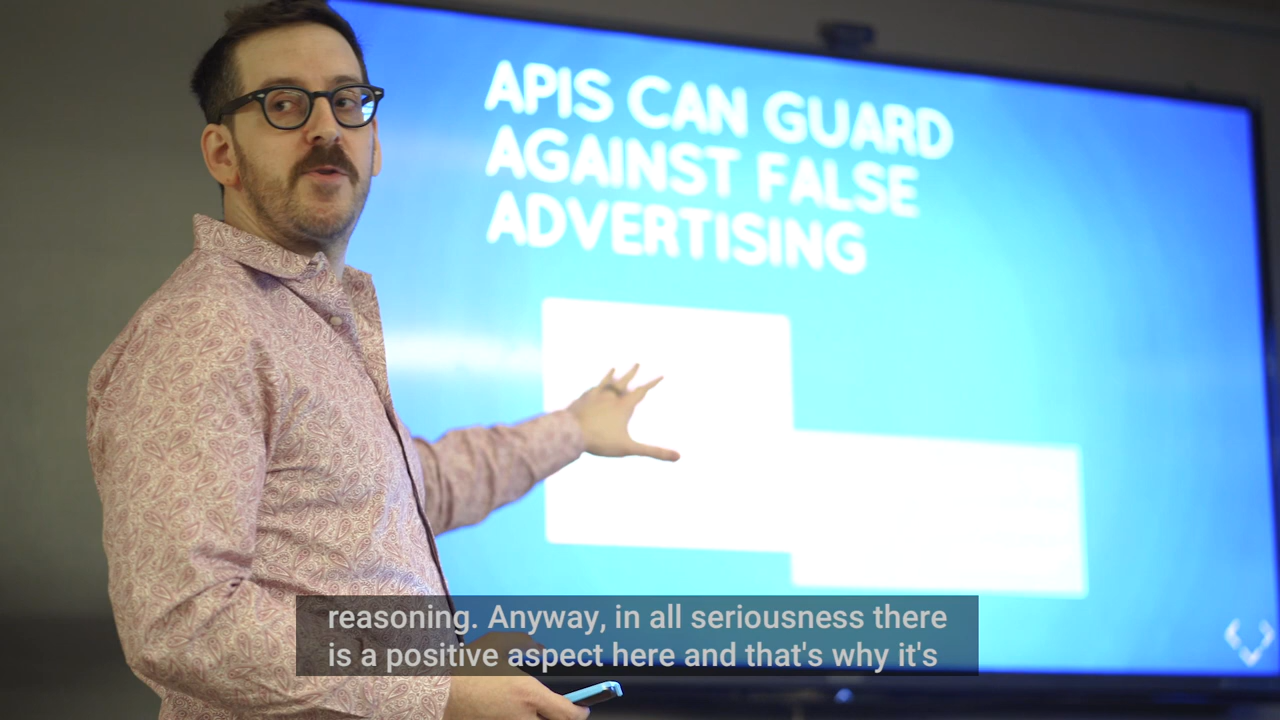 APIS CAN GUARD
AGAINST FALSE
ADVERTISING
reasoning. Anyway, in all seriousness there
is a positive aspect here and that's why it's